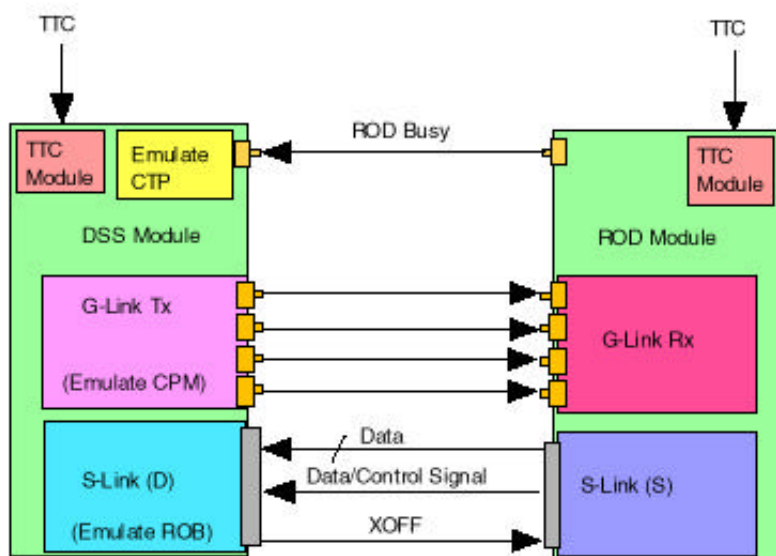 TTC
TTC
ROD Busy
TTC
Module
Emulate
CTP
TTC
Module
DSS Module
ROD Module
G-Link Tx
(Emulate CPM)
G-Link Rx
Data
Data/Control Signal
XOFF
S-Link (D)
(Emulate ROB)
S-Link (S)